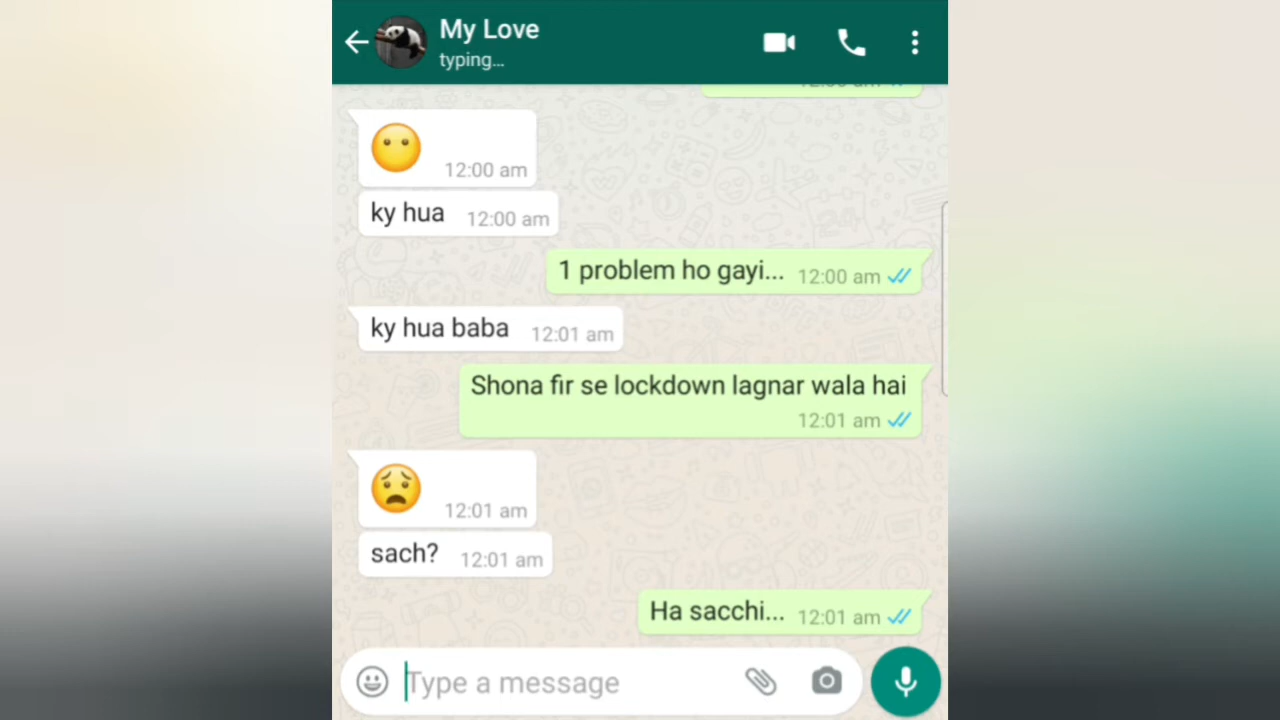 My Love
typing...
12:00 am
ky hua 12:00 am
1 problem ho gayi... 12:00 am
ky hua baba 12:01 am
Shona fir se lockdown lagnar wala hai
12:01 am
12:01 am
sach? 12:01 am
Ha sacchi... 12:01 am
Type a message